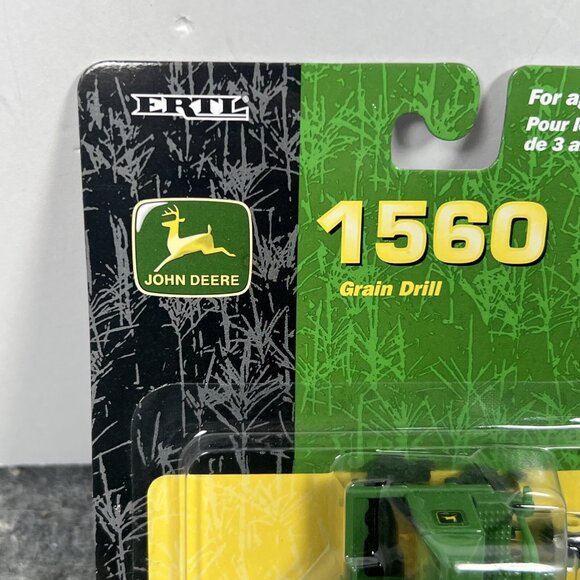 ERTL
For a
Pour l
de 3 a
JOHN DEERE
1560
Grain Drill